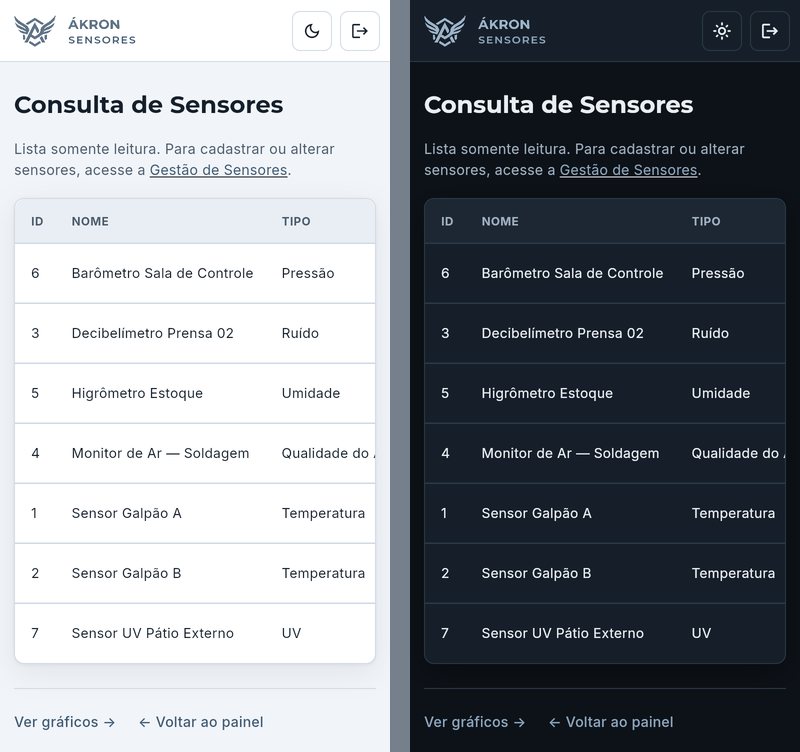 ÁKRON
SENSORES
Consulta de Sensores
Lista somente leitura. Para cadastrar ou alterar
sensores, acesse a Gestão de Sensores.
ID NOME TIPO
6 Barômetro Sala de Controle Pressão
3 Decibelímetro Prensa 02 Ruído
5 Higrômetro Estoque Umidade
4 Monitor de Ar — Soldagem Qualidade do
1 Sensor Galpão A Temperatura
2 Sensor Galpão B Temperatura
7 Sensor UV Pátio Externo UV
Ver gráficos → ← Voltar ao painel
ÁKRON
SENSORES
Consulta de Sensores
Lista somente leitura. Para cadastrar ou alterar
sensores, acesse a Gestão de Sensores.
ID NOME TIPO
6 Barômetro Sala de Controle Pressão
3 Decibelímetro Prensa 02 Ruído
5 Higrômetro Estoque Umidade
4 Monitor de Ar — Soldagem Qualidade do
1 Sensor Galpão A Temperatura
2 Sensor Galpão B Temperatura
7 Sensor UV Pátio Externo UV
Ver gráficos → ← Voltar ao painel